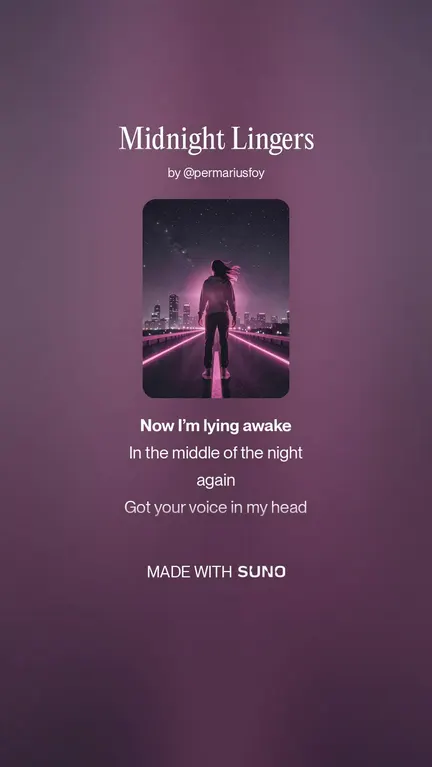 Midnight Lingers
by @permariusfoy
Now I’m lying awake
In the middle of the night
again
Got your voice in my head
MADE WITH SUNO